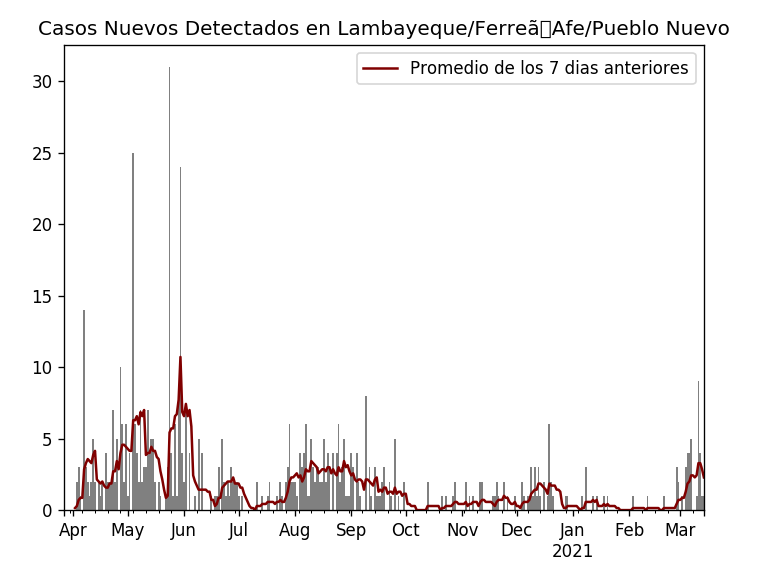 Casos Nuevos Detectados en Lambayeque/Ferreã▯Afe/Pueblo Nuevo
Promedio de los 7 dias anteriores
30
25
20
15
10
5
0
Apr May Jun Jul Aug Sep Oct Nov Dec Jan Feb Mar
2021